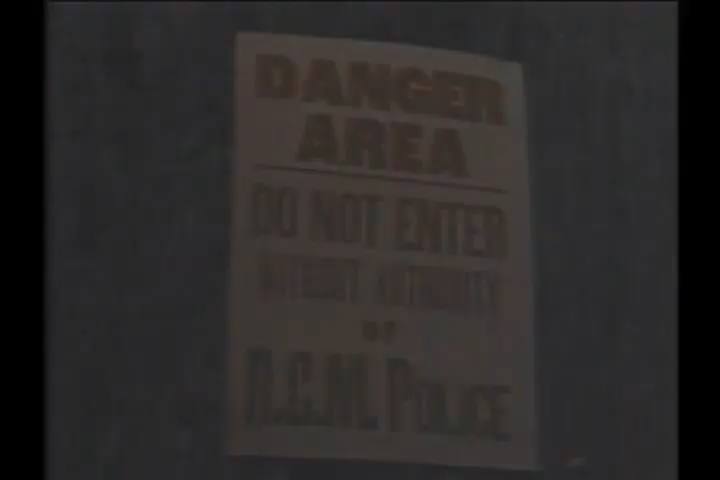 DANGER
AREA
DO NOT ENTER
WITHOUT AUTHORITY
OF
R.C.M. POLICE